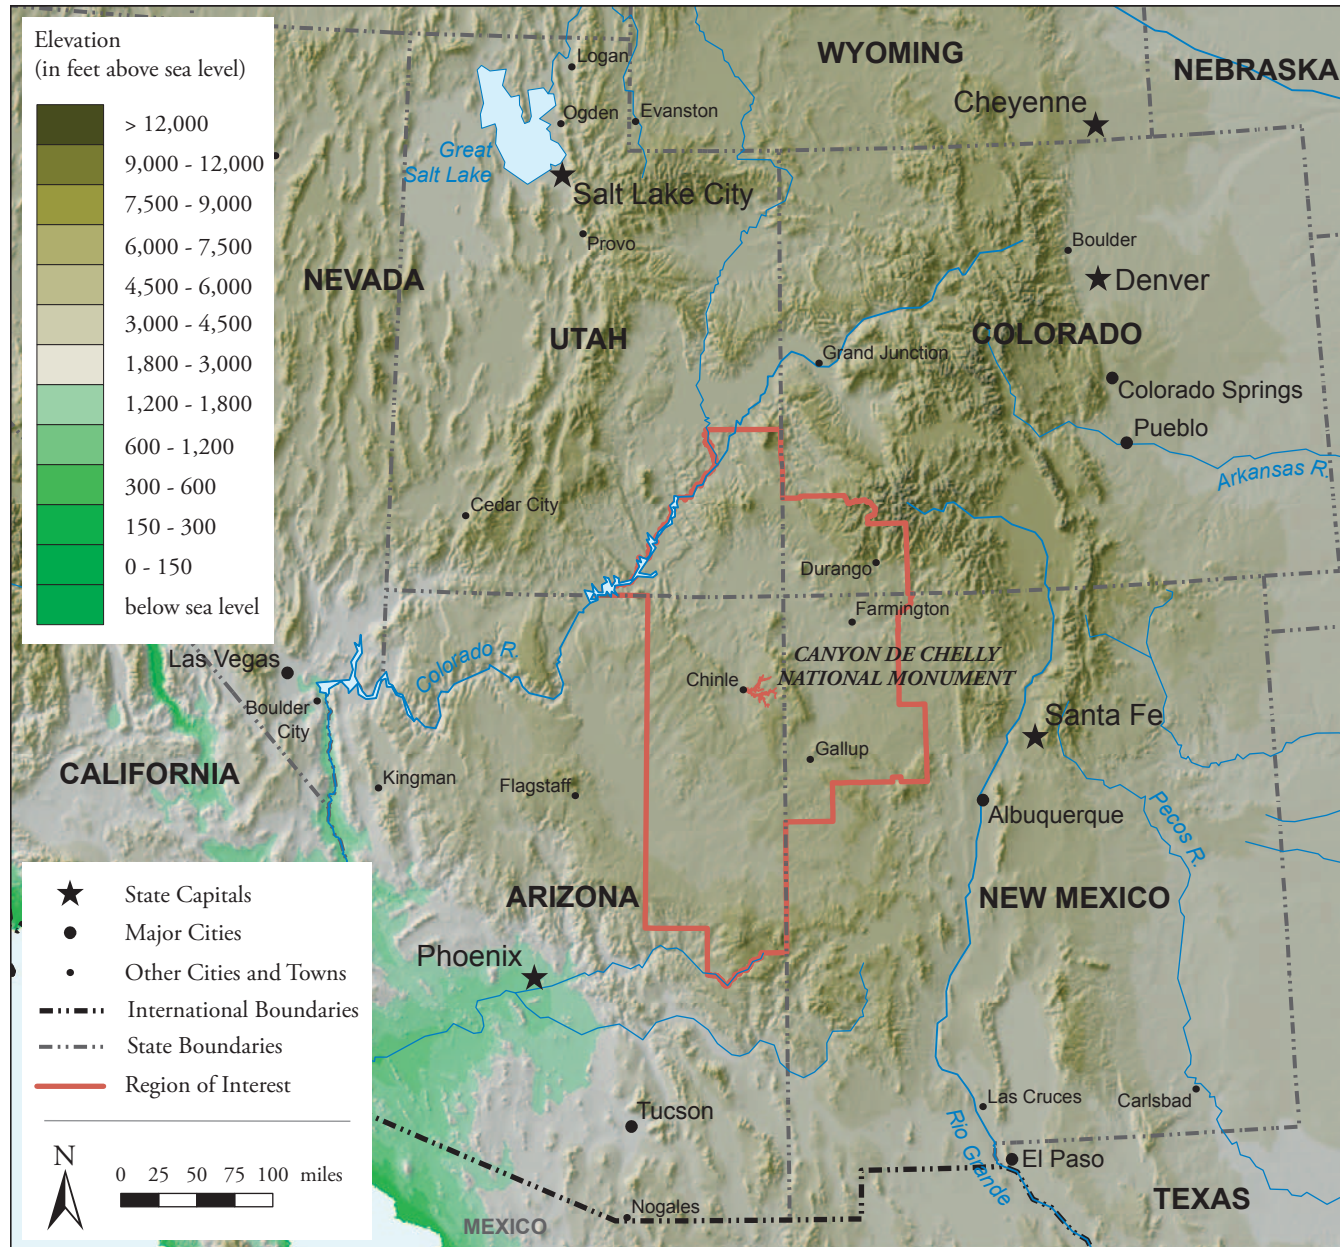 Elevation
(in feet above sea level)
> 12,000
9,000 - 12,000
7,500 - 9,000
6,000 - 7,500
4,500 - 6,000
3,000 - 4,500
1,800 - 3,000
1,200 - 1,800
600 - 1,200
300 - 600
150 - 300
0 - 150
below sea level
WYOMING
NEBRASKA
Cheyenne
Logan
Ogden
Evanston
Great
Salt Lake
Salt Lake City
Provo
Boulder
Denver
NEVADA
UTAH
COLORADO
Grand Junction
Colorado Springs
Pueblo
Arkansas R.
Cedar City
Durango
Farmington
Las Vegas
Colorado R.
CANYON DE CHELLY
NATIONAL MONUMENT
Chinle
Boulder
City
Santa Fe
Gallup
CALIFORNIA
Kingman
Flagstaff
Albuquerque
Pecos R.
ARIZONA
NEW MEXICO
Phoenix
State Capitals
Major Cities
Other Cities and Towns
International Boundaries
State Boundaries
Region of Interest
N
0 25 50 75 100 miles
Tucson
Las Cruces
Carlsbad
Rio Grande
El Paso
TEXAS
Nogales
MEXICO